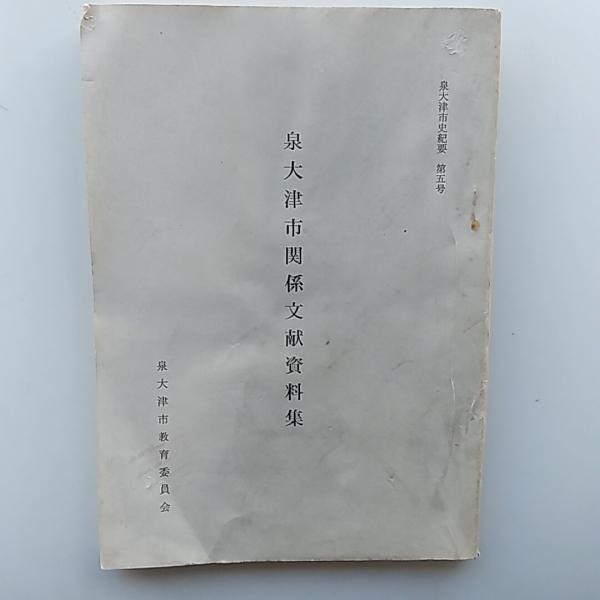 泉大津市史紀要 第五号
泉大津市関係文献資料集
泉大津市教育委員会